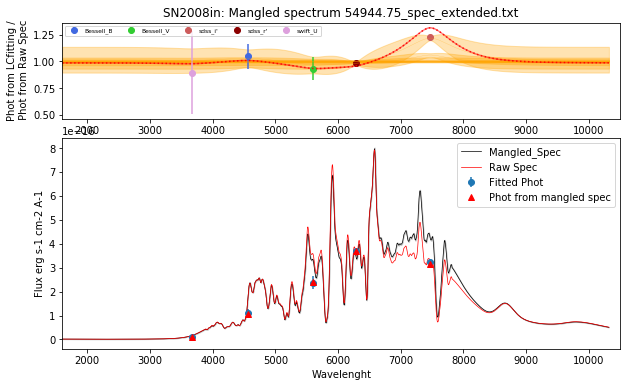 SN2008in: Mangled spectrum 54944.75_spec_extended.txt
Phot from LCfitting /
Phot from Raw Spec
1.25
1.00
0.75
0.50
Bessell_B
Bessell_V
sdss_i'
sdss_r'
swift_U
2000 3000 4000 5000 6000 7000 8000 9000 10000
1e−16
Flux erg s-1 cm-2 A-1
8
7
6
5
4
3
2
1
0
Mangled_Spec
Raw Spec
Fitted Phot
Phot from mangled spec
2000 3000 4000 5000 6000 7000 8000 9000 10000
Wavelenght